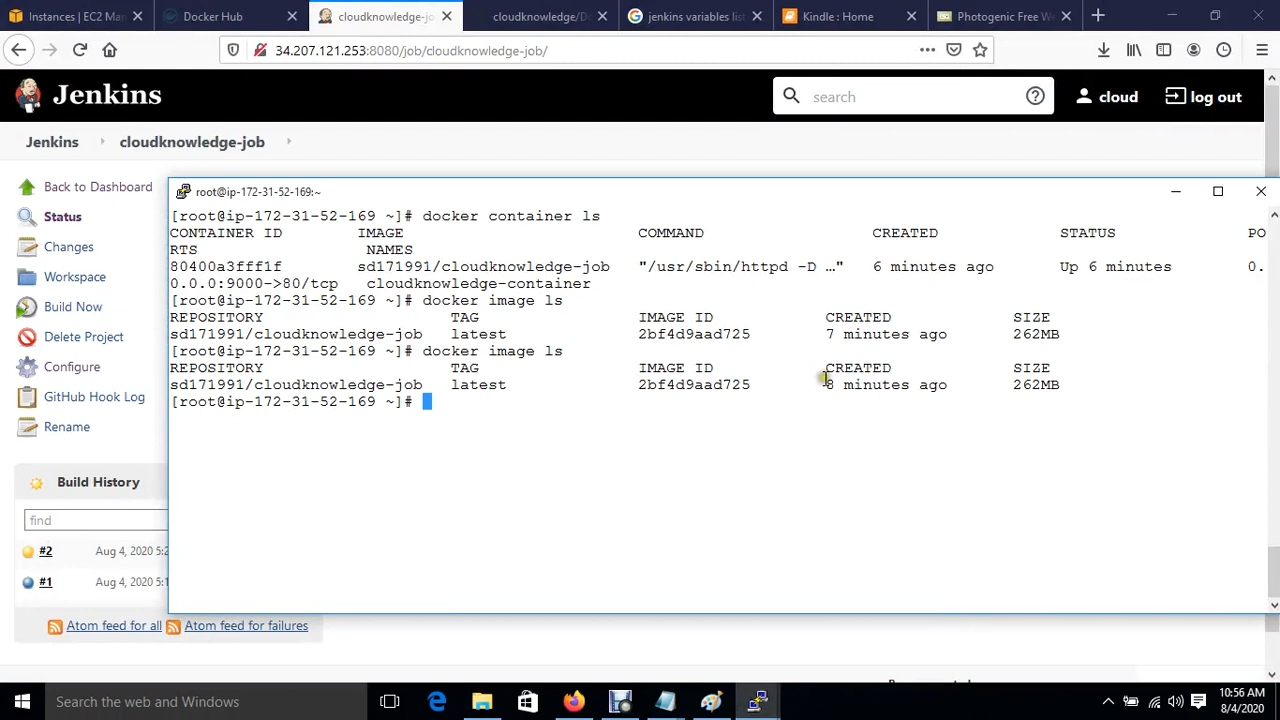 Instances | EC2 Man
Docker Hub
cloudknowledge-jo
cloudknowledge/Do
jenkins variables list
Kindle : Home
Photogenic Free We
34.207.121.253:8080/job/cloudknowledge-job/
Jenkins
search
cloud
log out
Jenkins
cloudknowledge-job
Back to Dashboard
Status
Changes
Workspace
Build Now
Delete Project
Configure
GitHub Hook Log
Rename
Build History
find
#2 Aug 4, 2020 5:2
#1 Aug 4, 2020 5:1
Atom feed for all Atom feed for failures
root@ip-172-31-52-169:~
[root@ip-172-31-52-169 ~]# docker container ls
CONTAINER ID IMAGE COMMAND CREATED STATUS PO
RTS NAMES
80400a3fff1f sd171991/cloudknowledge-job "/usr/sbin/httpd -D …" 6 minutes ago Up 6 minutes 0.
0.0.0:9000->80/tcp cloudknowledge-container
[root@ip-172-31-52-169 ~]# docker image ls
REPOSITORY TAG IMAGE ID CREATED SIZE
sd171991/cloudknowledge-job latest 2bf4d9aad725 7 minutes ago 262MB
[root@ip-172-31-52-169 ~]# docker image ls
REPOSITORY TAG IMAGE ID CREATED SIZE
sd171991/cloudknowledge-job latest 2bf4d9aad725 8 minutes ago 262MB
[root@ip-172-31-52-169 ~]#
Search the web and Windows
10:56 AM
8/4/2020